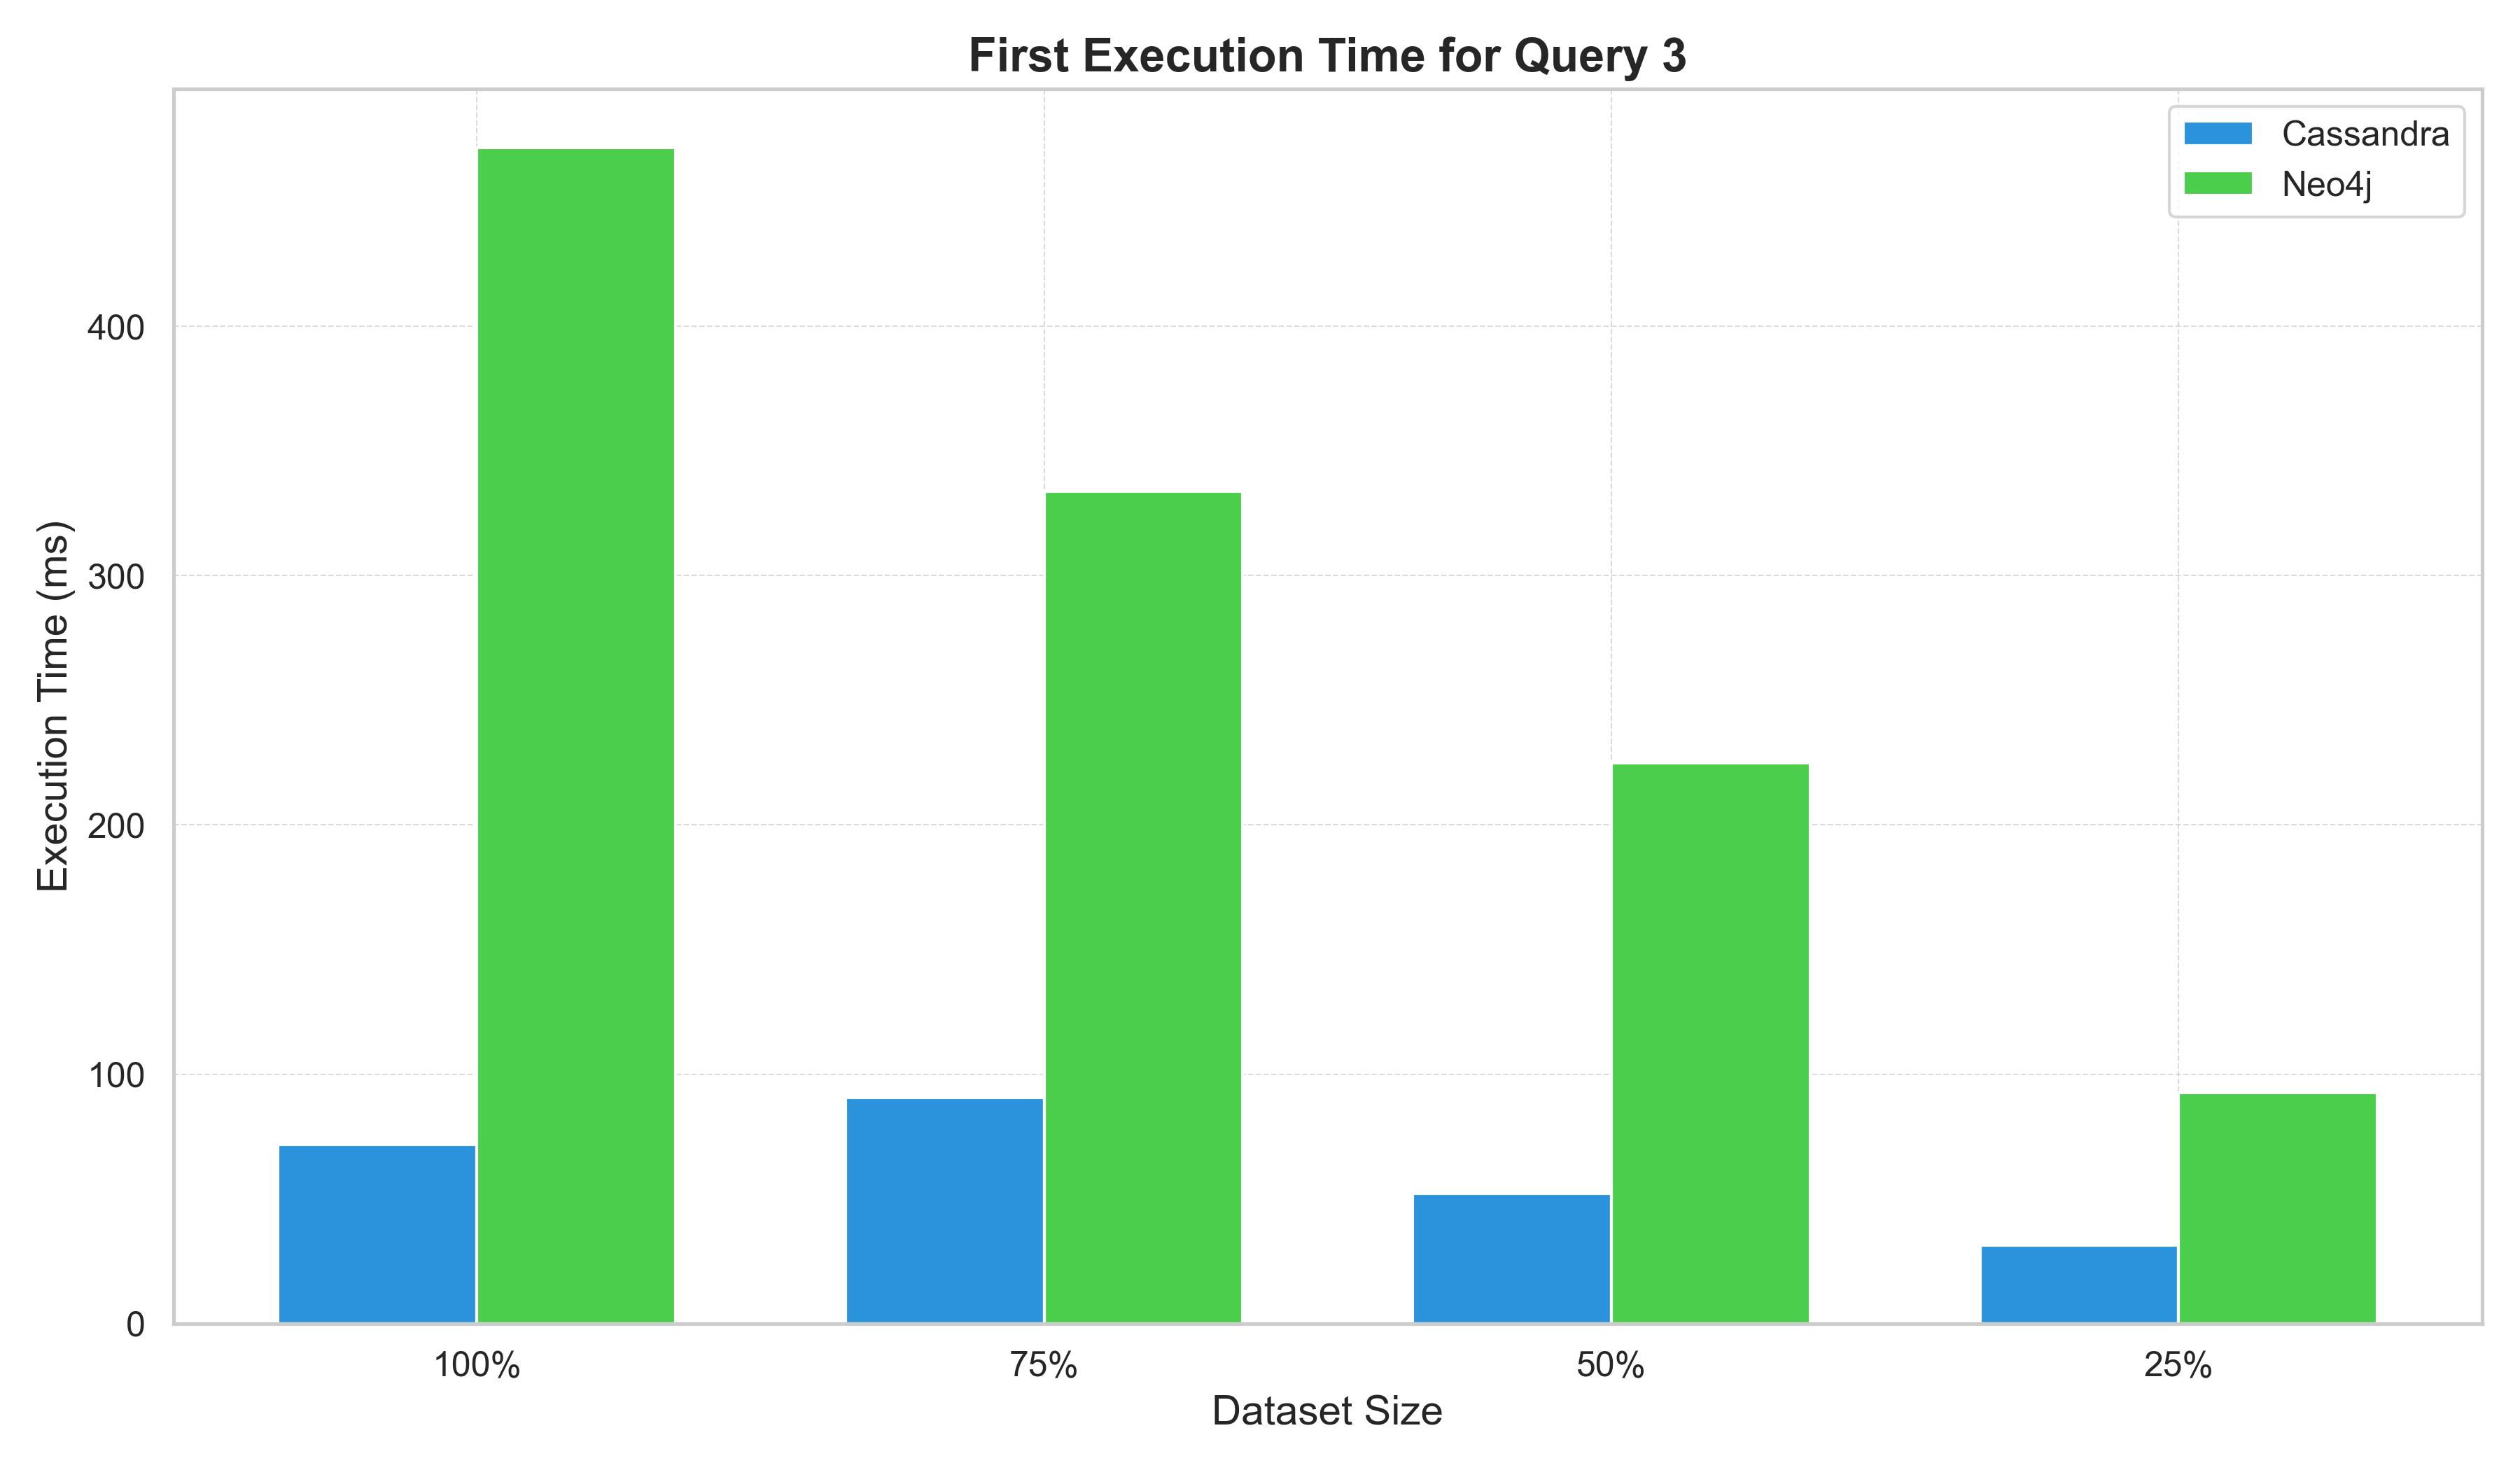 First Execution Time for Query 3
Cassandra
Neo4j
Execution Time (ms)
400
300
200
100
0
100%
75%
50%
25%
Dataset Size